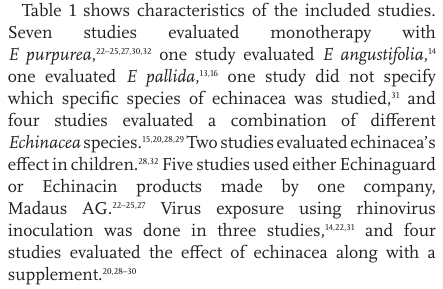 Table 1 shows characteristics of the included studies.
Seven studies evaluated monotherapy with
E purpurea,22–25,27,30,32 one study evaluated E angustifolia,14
one evaluated E pallida,13,16 one study did not specify
which specific species of echinacea was studied,31 and
four studies evaluated a combination of different
Echinacea species.15,20,28,29 Two studies evaluated echinacea’s
effect in children.28,32 Five studies used either Echinaguard
or Echinacin products made by one company,
Madaus AG.22–25,27 Virus exposure using rhinovirus
inoculation was done in three studies,14,22,31 and four
studies evaluated the effect of echinacea along with a
supplement.20,28–30